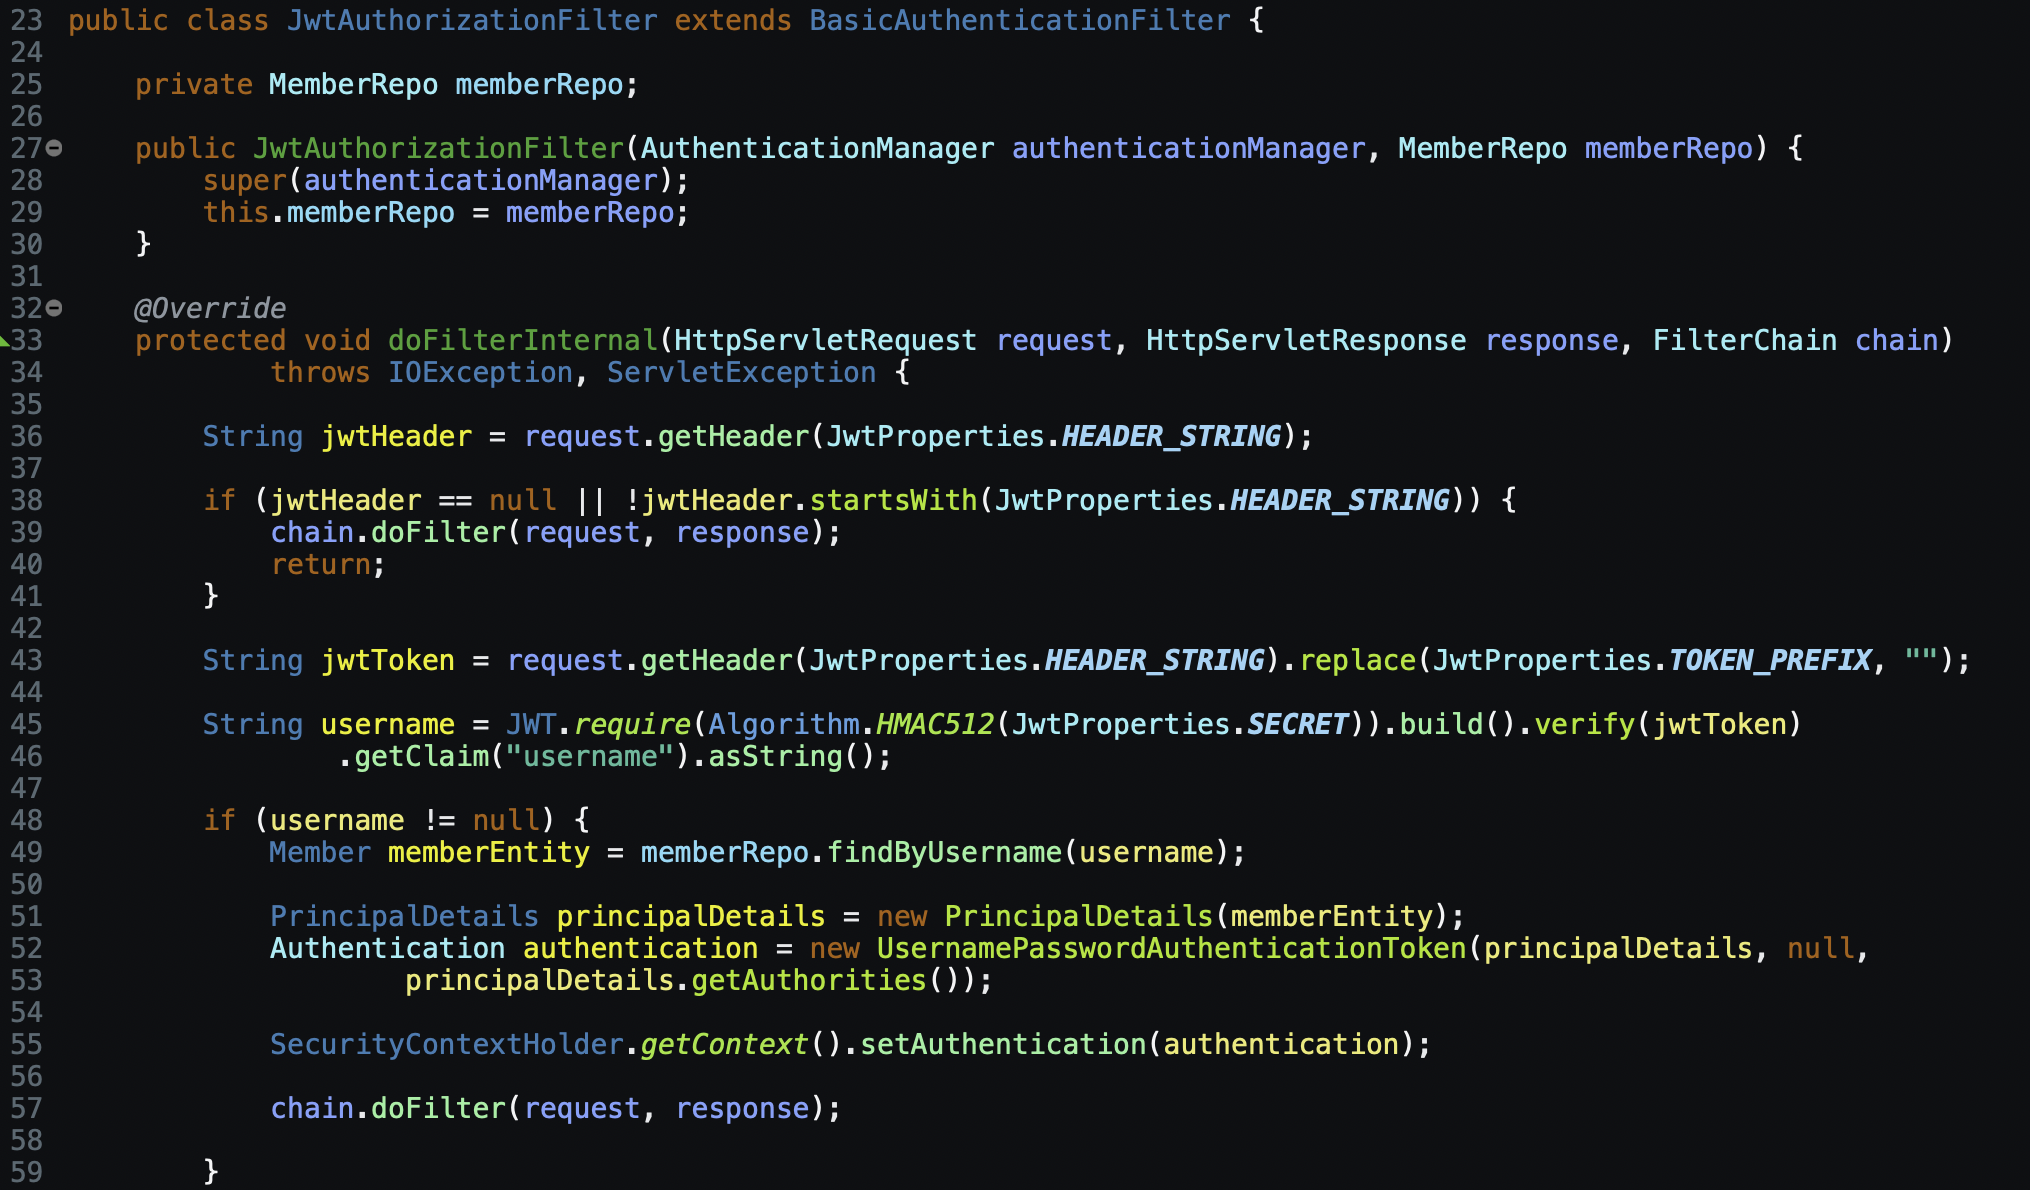 23 public class JwtAuthorizationFilter extends BasicAuthenticationFilter {
24
25     private MemberRepo memberRepo;
26
27     public JwtAuthorizationFilter(AuthenticationManager authenticationManager, MemberRepo memberRepo) {
28         super(authenticationManager);
29         this.memberRepo = memberRepo;
30     }
31
32     @Override
33     protected void doFilterInternal(HttpServletRequest request, HttpServletResponse response, FilterChain chain)
34             throws IOException, ServletException {
35
36         String jwtHeader = request.getHeader(JwtProperties.HEADER_STRING);
37
38         if (jwtHeader == null || !jwtHeader.startsWith(JwtProperties.HEADER_STRING)) {
39             chain.doFilter(request, response);
40             return;
41         }
42
43         String jwtToken = request.getHeader(JwtProperties.HEADER_STRING).replace(JwtProperties.TOKEN_PREFIX, "");
44
45         String username = JWT.require(Algorithm.HMAC512(JwtProperties.SECRET)).build().verify(jwtToken)
46                 .getClaim("username").asString();
47
48         if (username != null) {
49             Member memberEntity = memberRepo.findByUsername(username);
50
51             PrincipalDetails principalDetails = new PrincipalDetails(memberEntity);
52             Authentication authentication = new UsernamePasswordAuthenticationToken(principalDetails, null,
53                     principalDetails.getAuthorities());
54
55             SecurityContextHolder.getContext().setAuthentication(authentication);
56
57             chain.doFilter(request, response);
58
59         }